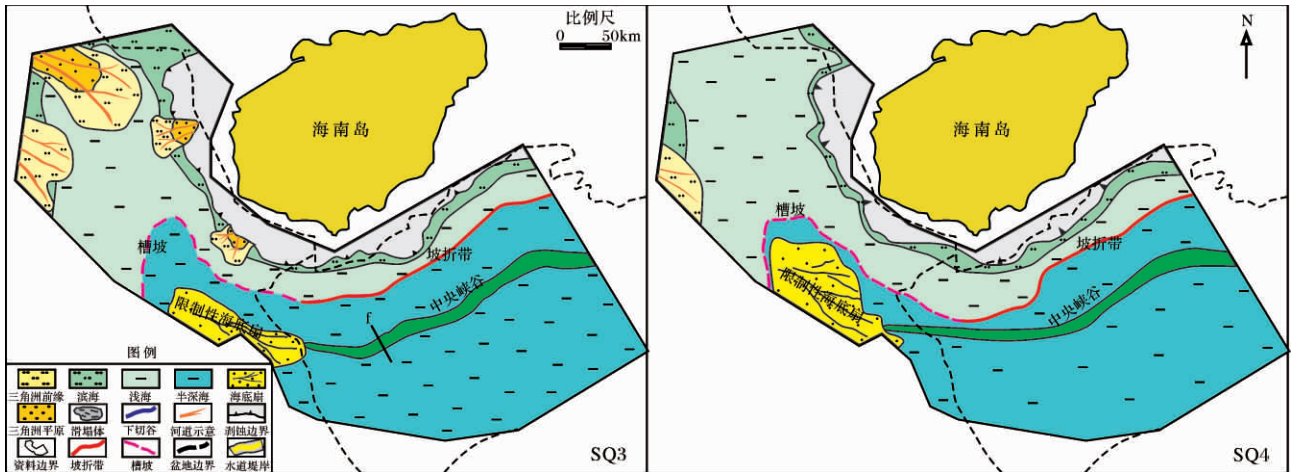 比例尺
0 50km
海南岛
槽坡
坡折带
中央峡谷
限制性海底扇
f
图例
三角洲前缘 滨海 浅海 半深海 海底扇
三角洲平原 滑塌体 下切谷 河道示意 剥蚀边界
资料边界 坡折带 槽坡 盆地边界 水道堤岸
SQ3
N
海南岛
槽坡
坡折带
限制性海底扇
中央峡谷
SQ4